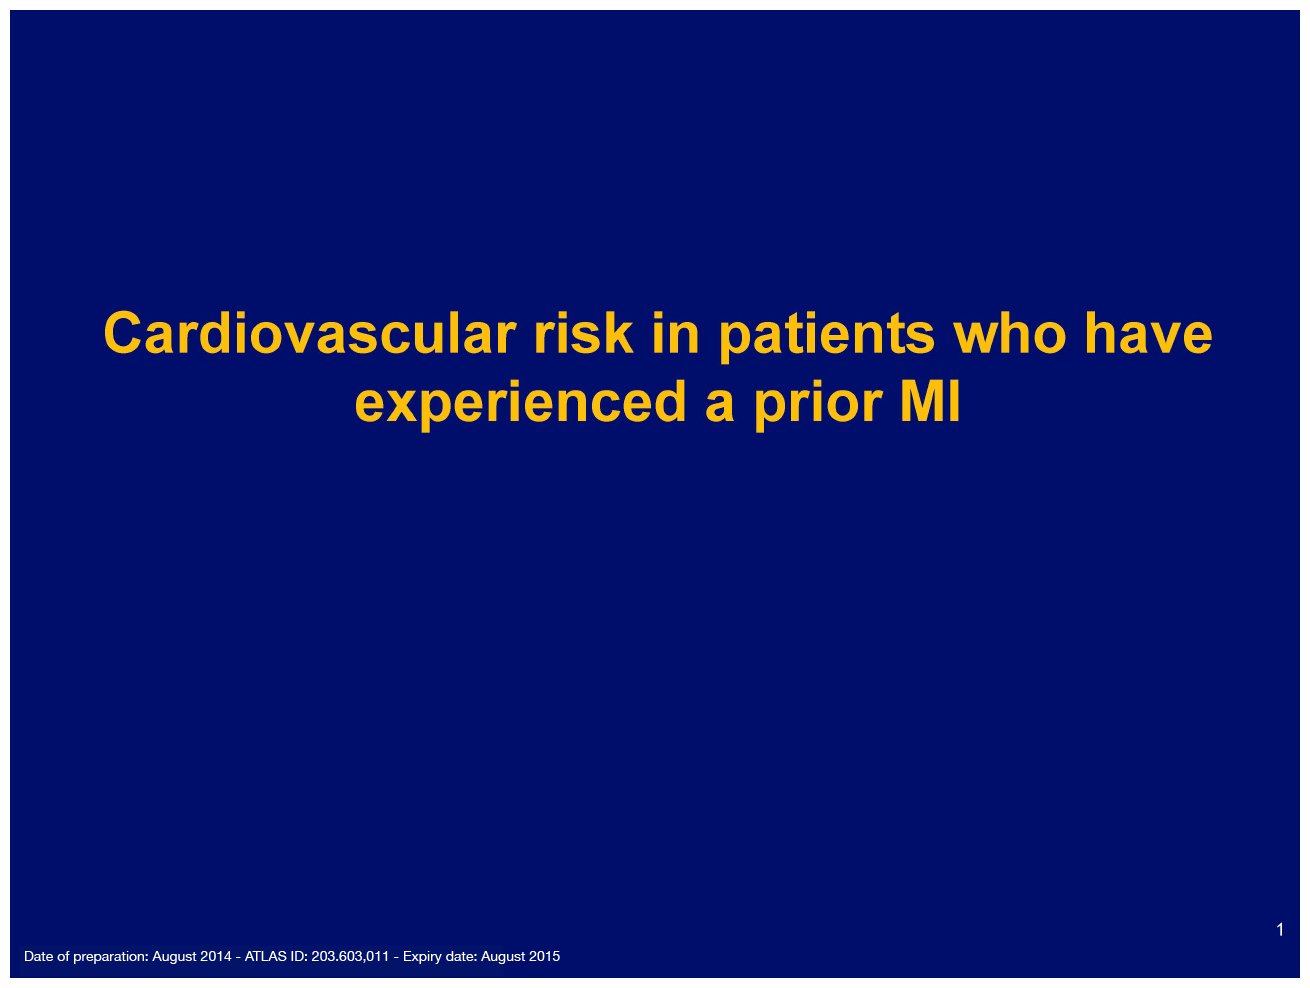 Cardiovascular risk in patients who have
experienced a prior MI
1
Date of preparation: August 2014 - ATLAS ID: 203.603,011 - Expiry date: August 2015